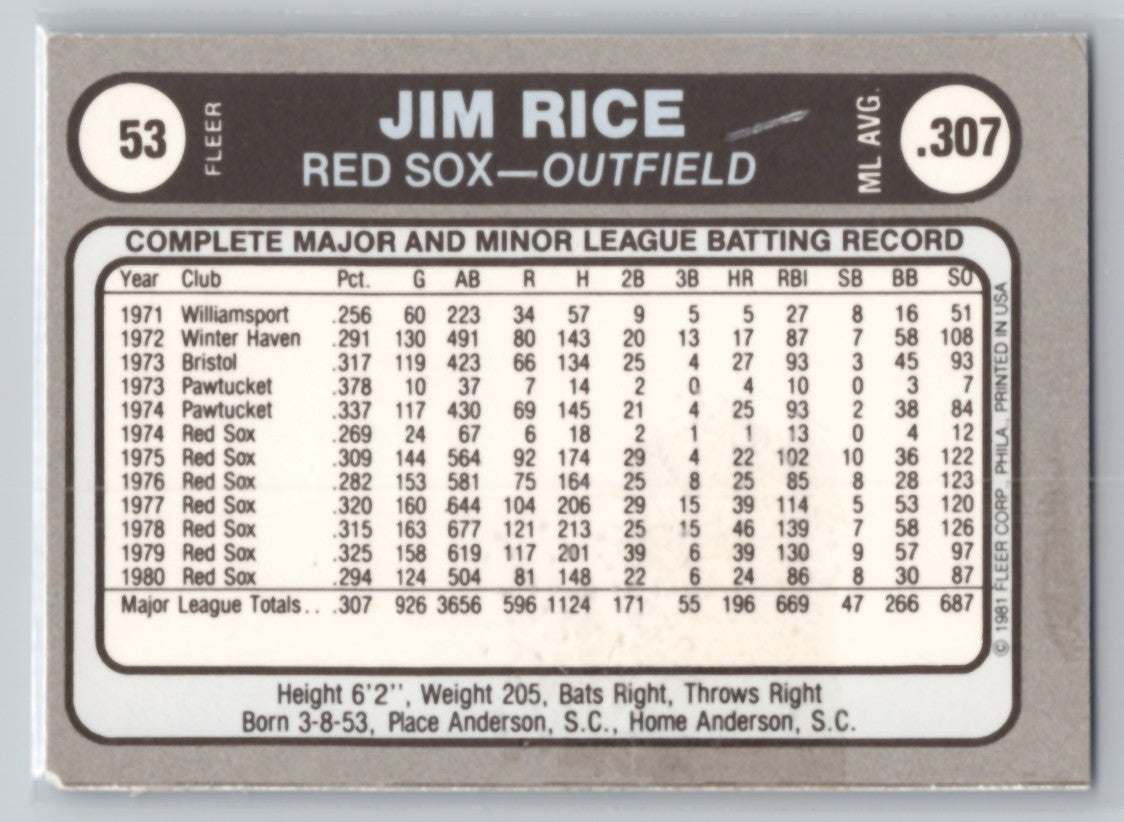 53
FLEER
JIM RICE
RED SOX—OUTFIELD
ML AVG.
.307
COMPLETE MAJOR AND MINOR LEAGUE BATTING RECORD
Year Club Pct. G AB R H 2B 3B HR RBI SB BB SO
1971 Williamsport .256 60 223 34 57 9 5 5 27 8 16 51
1972 Winter Haven .291 130 491 80 143 20 13 17 87 7 58 108
1973 Bristol .317 119 423 66 134 25 4 27 93 3 45 93
1973 Pawtucket .378 10 37 7 14 2 0 4 10 0 3 7
1974 Pawtucket .337 117 430 69 145 21 4 25 93 2 38 84
1974 Red Sox .269 24 67 6 18 2 1 1 13 0 4 12
1975 Red Sox .309 144 564 92 174 29 4 22 102 10 36 122
1976 Red Sox .282 153 581 75 164 25 8 25 85 8 28 123
1977 Red Sox .320 160 644 104 206 29 15 39 114 5 53 120
1978 Red Sox .315 163 677 121 213 25 15 46 139 7 58 126
1979 Red Sox .325 158 619 117 201 39 6 39 130 9 57 97
1980 Red Sox .294 124 504 81 148 22 6 24 86 8 30 87
Major League Totals . . .307 926 3656 596 1124 171 55 196 669 47 266 687
© 1981 FLEER CORP., PHILA., PRINTED IN USA
Height 6'2'', Weight 205, Bats Right, Throws Right
Born 3-8-53, Place Anderson, S.C., Home Anderson, S.C.